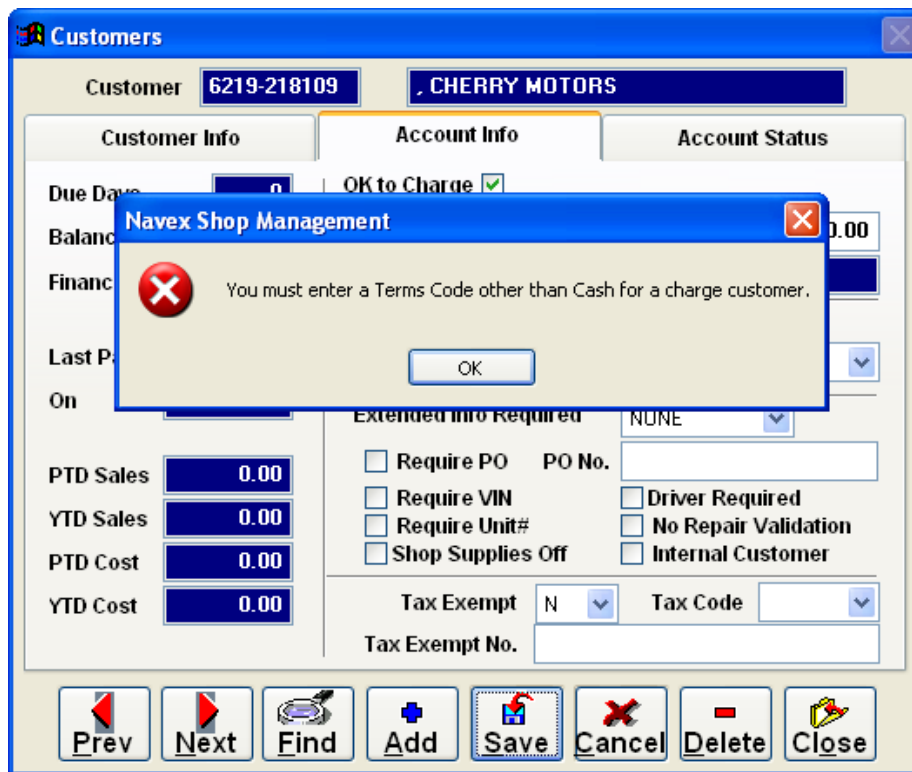 Customers
Customer 6219-218109 , CHERRY MOTORS
Customer Info Account Info Account Status
OK to Charge
Navex Shop Management
0.00
You must enter a Terms Code other than Cash for a charge customer.
OK
On
Extended Info Required NONE
Require PO PO No.
PTD Sales 0.00
Require VIN Driver Required
YTD Sales 0.00
Require Unit# No Repair Validation
PTD Cost 0.00
Shop Supplies Off Internal Customer
YTD Cost 0.00
Tax Exempt N Tax Code
Tax Exempt No.
Prev Next Find Add Save Cancel Delete Close